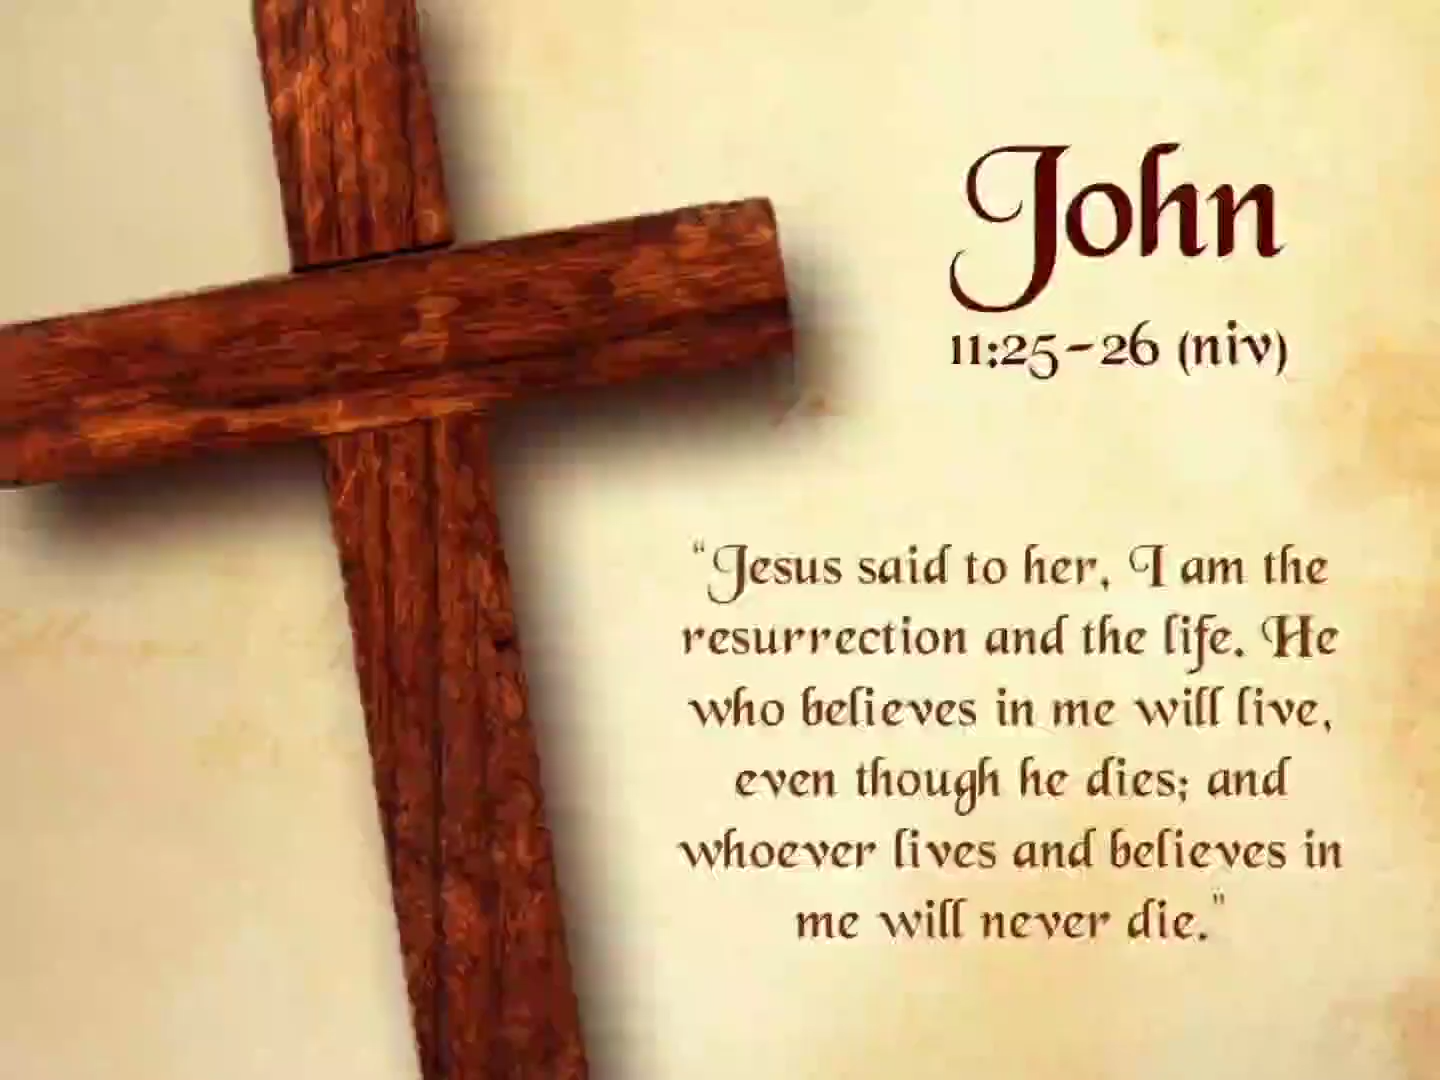 John
11:25-26 (niv)
"Jesus said to her, I am the
resurrection and the life. He
who believes in me will live,
even though he dies; and
whoever lives and believes in
me will never die."